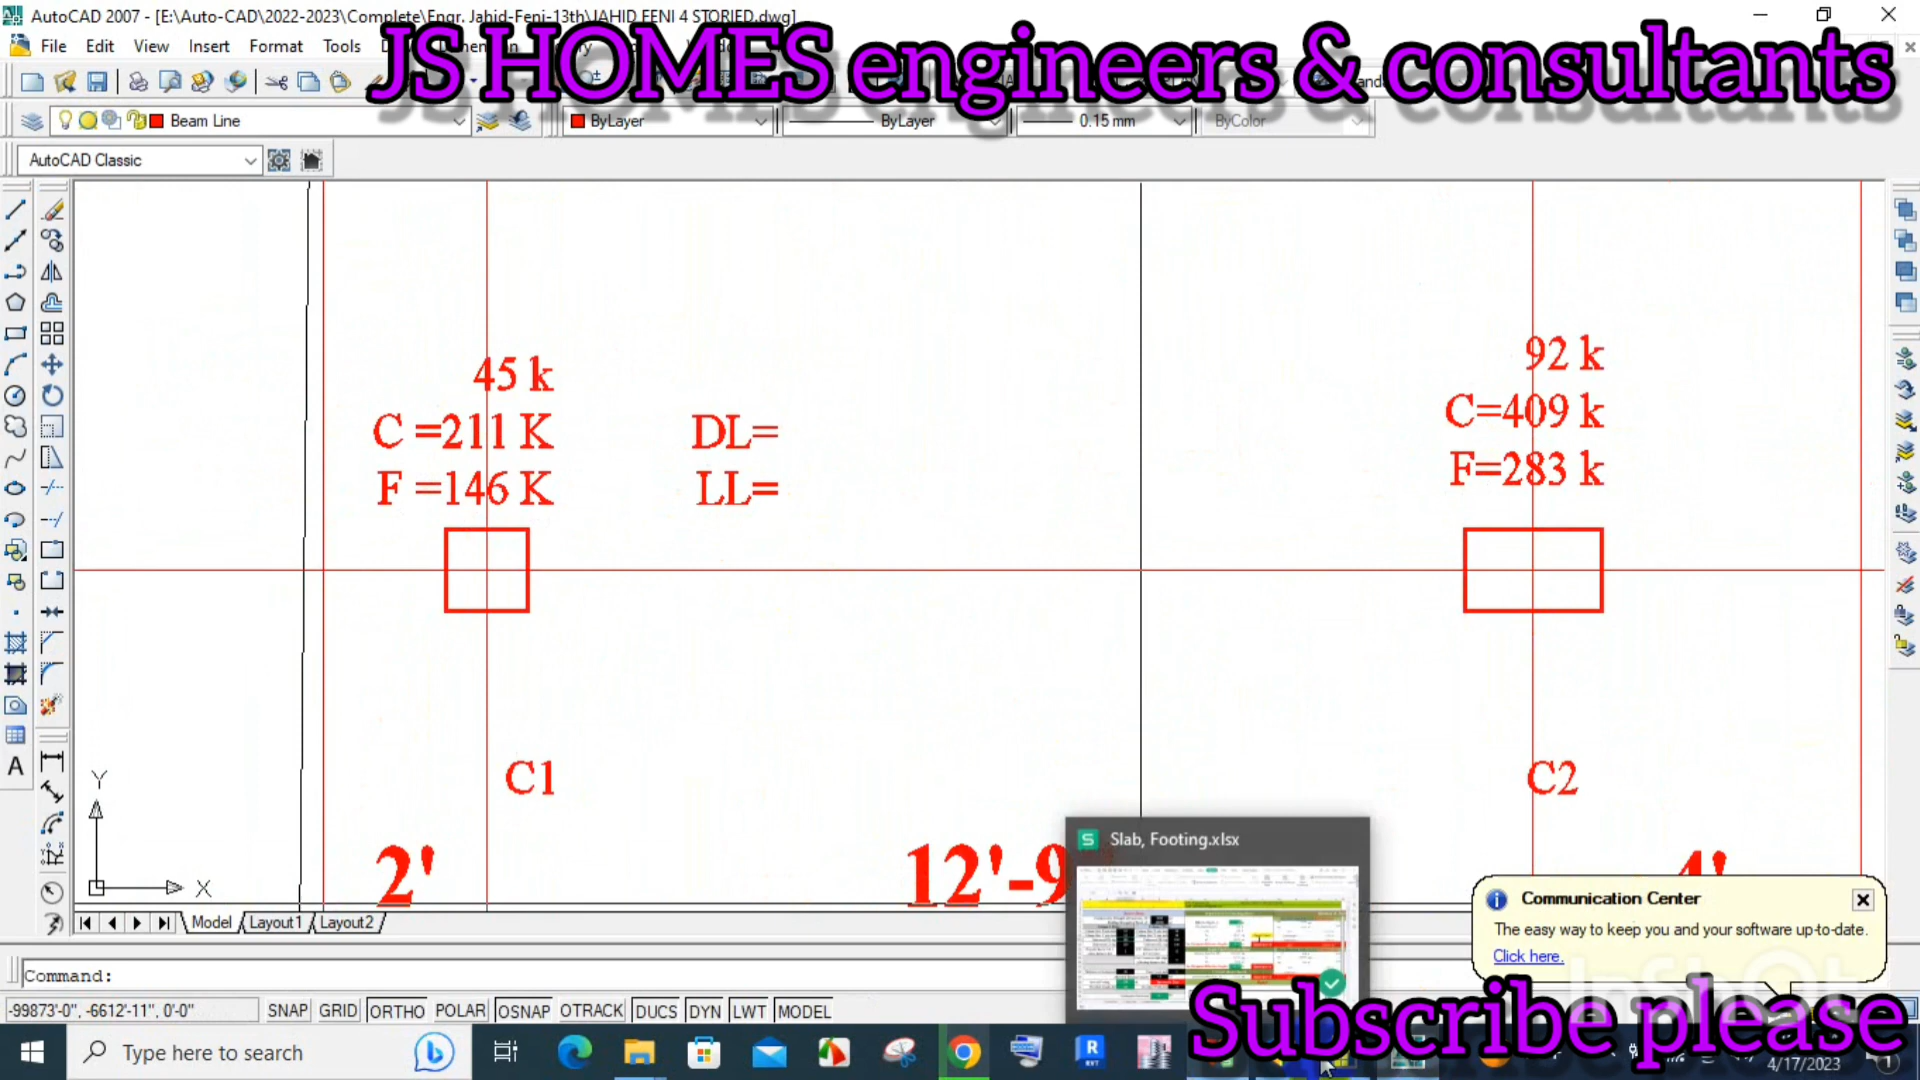 AutoCAD 2007 - [E:\Auto-CAD\2022-2023\Complete\Engr. Jahid-Feni-13th\JAHID FENI 4 STORIED.dwg]
JS HOMES engineers & consultants
File Edit View Insert Format Tools
Beam Line
ByLayer
ByLayer
0.15 mm
ByColor
AutoCAD Classic
45 k
C =211 K
F =146 K
DL=
LL=
92 k
C=409 k
F=283 k
C1
C2
2'
12'-9
4'
Y
X
A
Slab, Footing.xlsx
Communication Center
The easy way to keep you and your software up-to-date.
Click here.
Model Layout1 Layout2
Command:
-99873'-0", -6612'-11", 0'-0"
SNAP GRID ORTHO POLAR OSNAP OTRACK DUCS DYN LWT MODEL
InShOt
Subscribe please
Type here to search
4/17/2023